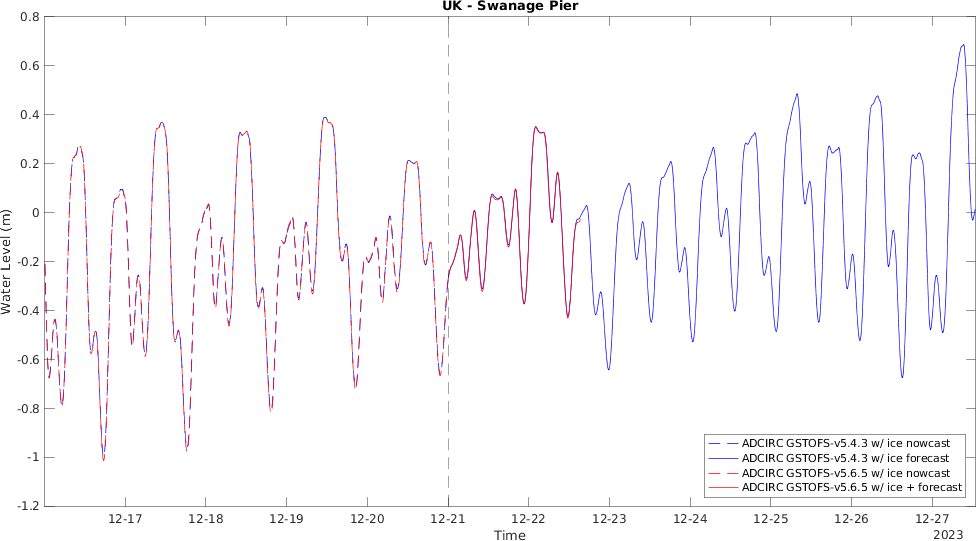 UK - Swanage Pier
0.8
0.6
0.4
0.2
0
-0.2
-0.4
-0.6
-0.8
-1
-1.2
Water Level (m)
12-17 12-18 12-19 12-20 12-21 12-22 12-23 12-24 12-25 12-26 12-27
Time
2023
ADCIRC GSTOFS-v5.4.3 w/ ice nowcast
ADCIRC GSTOFS-v5.4.3 w/ ice forecast
ADCIRC GSTOFS-v5.6.5 w/ ice nowcast
ADCIRC GSTOFS-v5.6.5 w/ ice + forecast